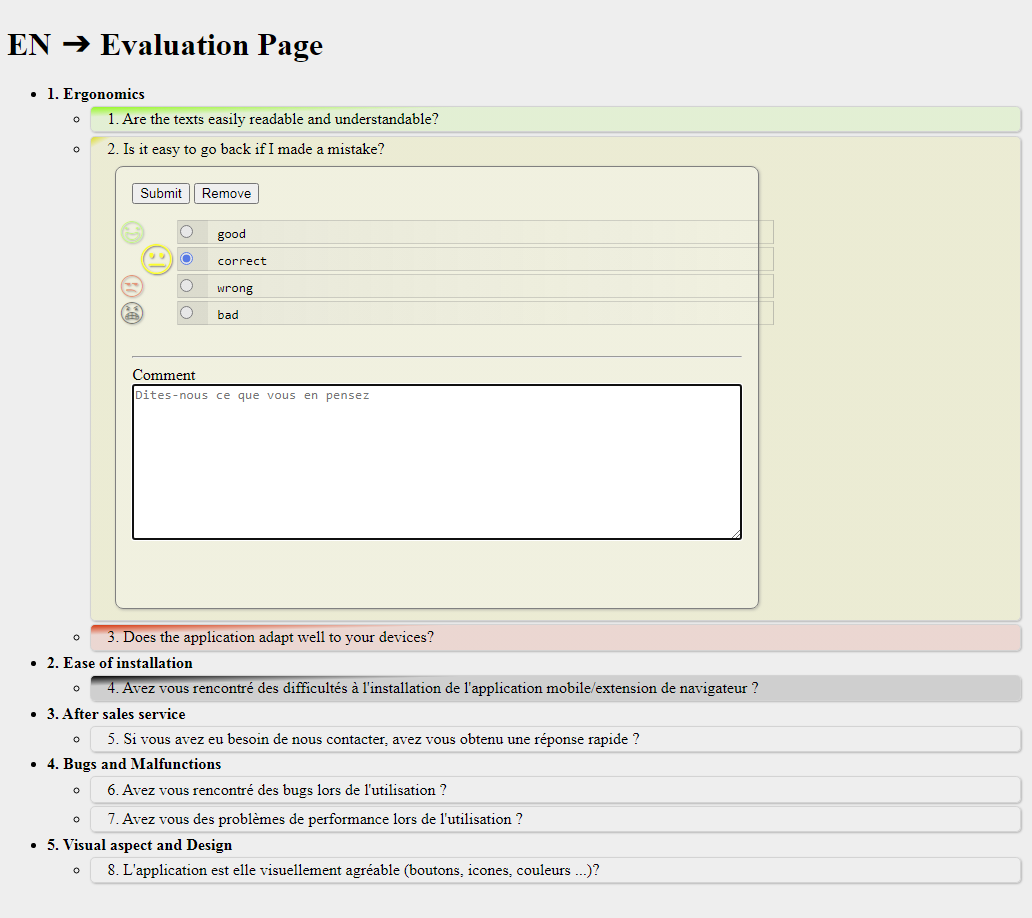 EN ➔ Evaluation Page
1. Ergonomics
1. Are the texts easily readable and understandable?
2. Is it easy to go back if I made a mistake?
Submit Remove
good
correct
wrong
bad
Comment
Dites-nous ce que vous en pensez
3. Does the application adapt well to your devices?
2. Ease of installation
4. Avez vous rencontré des difficultés à l'installation de l'application mobile/extension de navigateur ?
3. After sales service
5. Si vous avez eu besoin de nous contacter, avez vous obtenu une réponse rapide ?
4. Bugs and Malfunctions
6. Avez vous rencontré des bugs lors de l'utilisation ?
7. Avez vous des problèmes de performance lors de l'utilisation ?
5. Visual aspect and Design
8. L'application est elle visuellement agréable (boutons, icones, couleurs ...)?